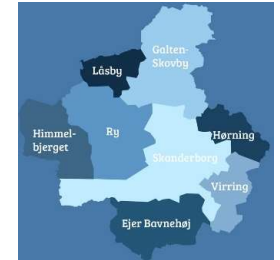 Galten-
Skovby
Låsby
Himmel-
bjerget
Ry
Hørning
Skanderborg
Virring
Ejer Bavnehøj